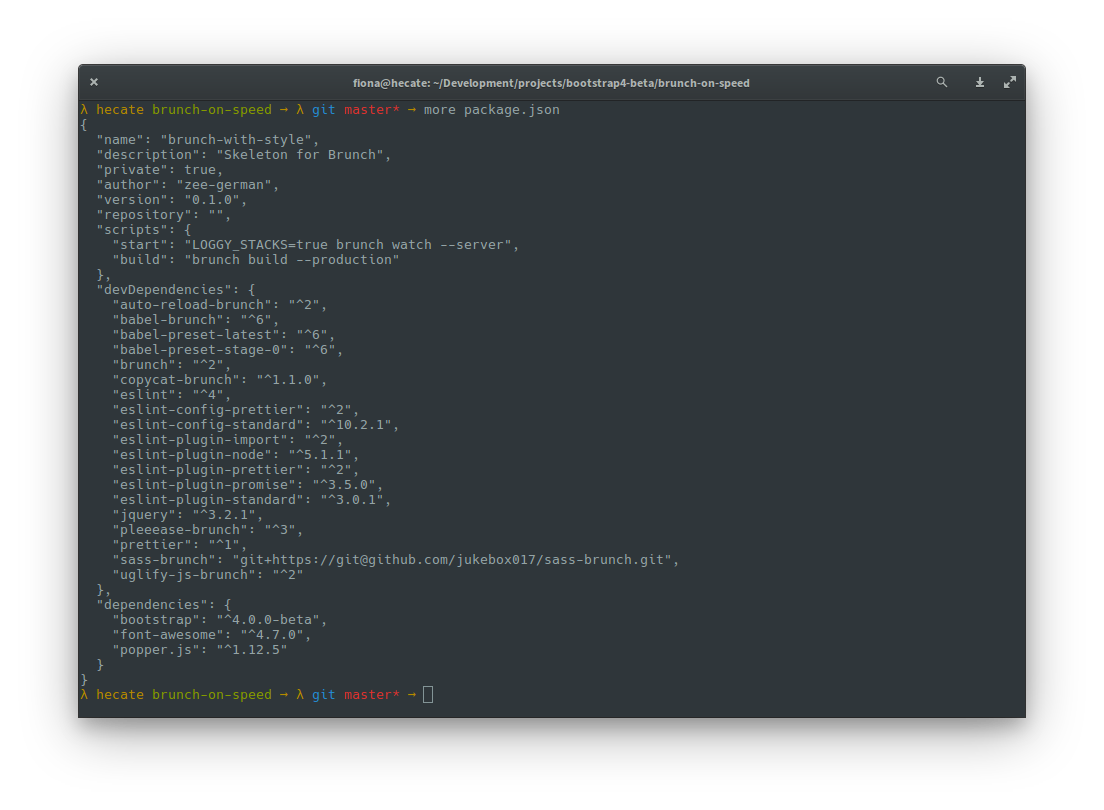 fiona@hecate: ~/Development/projects/bootstrap4-beta/brunch-on-speed
λ hecate brunch-on-speed → λ git master* → more package.json
{
  "name": "brunch-with-style",
  "description": "Skeleton for Brunch",
  "private": true,
  "author": "zee-german",
  "version": "0.1.0",
  "repository": "",
  "scripts": {
    "start": "LOGGY_STACKS=true brunch watch --server",
    "build": "brunch build --production"
  },
  "devDependencies": {
    "auto-reload-brunch": "^2",
    "babel-brunch": "^6",
    "babel-preset-latest": "^6",
    "babel-preset-stage-0": "^6",
    "brunch": "^2",
    "copycat-brunch": "^1.1.0",
    "eslint": "^4",
    "eslint-config-prettier": "^2",
    "eslint-config-standard": "^10.2.1",
    "eslint-plugin-import": "^2",
    "eslint-plugin-node": "^5.1.1",
    "eslint-plugin-prettier": "^2",
    "eslint-plugin-promise": "^3.5.0",
    "eslint-plugin-standard": "^3.0.1",
    "jquery": "^3.2.1",
    "pleeease-brunch": "^3",
    "prettier": "^1",
    "sass-brunch": "git+https://git@github.com/jukebox017/sass-brunch.git",
    "uglify-js-brunch": "^2"
  },
  "dependencies": {
    "bootstrap": "^4.0.0-beta",
    "font-awesome": "^4.7.0",
    "popper.js": "^1.12.5"
  }
}
λ hecate brunch-on-speed → λ git master* →